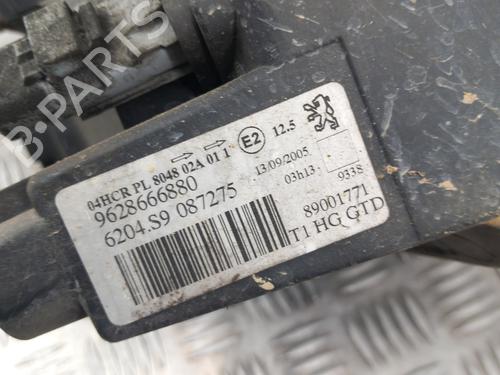 04HCR PL 8048 02A 01 1 E2 12.5
9628666880 13/09/2005 03h13 9338
6204.S9 087275 89001771
T1 HG GTD
B-PARTS